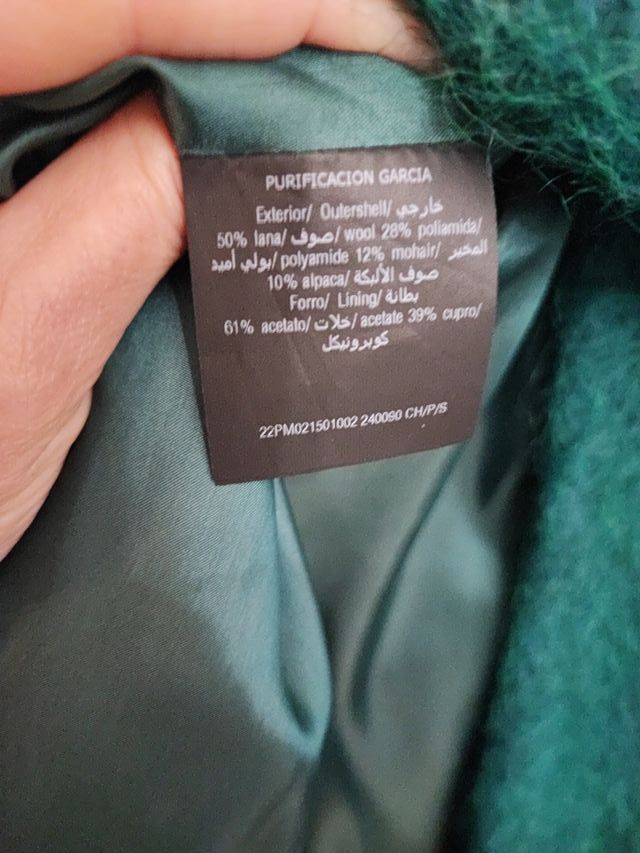 PURIFICACION GARCIA
Exterior/ Outershell/ خارجي/
50% lana/ صوف/ wool 28% poliamida/
بولي أميد/ polyamide 12% mohair/ المخير/
10% alpaca/ صوف الألبكة
Forro/ Lining/ بطانة/
61% acetato/ خلات/ acetate 39% cupro/
كوبرونيكل
22PM021501002 240090 CH/P/S